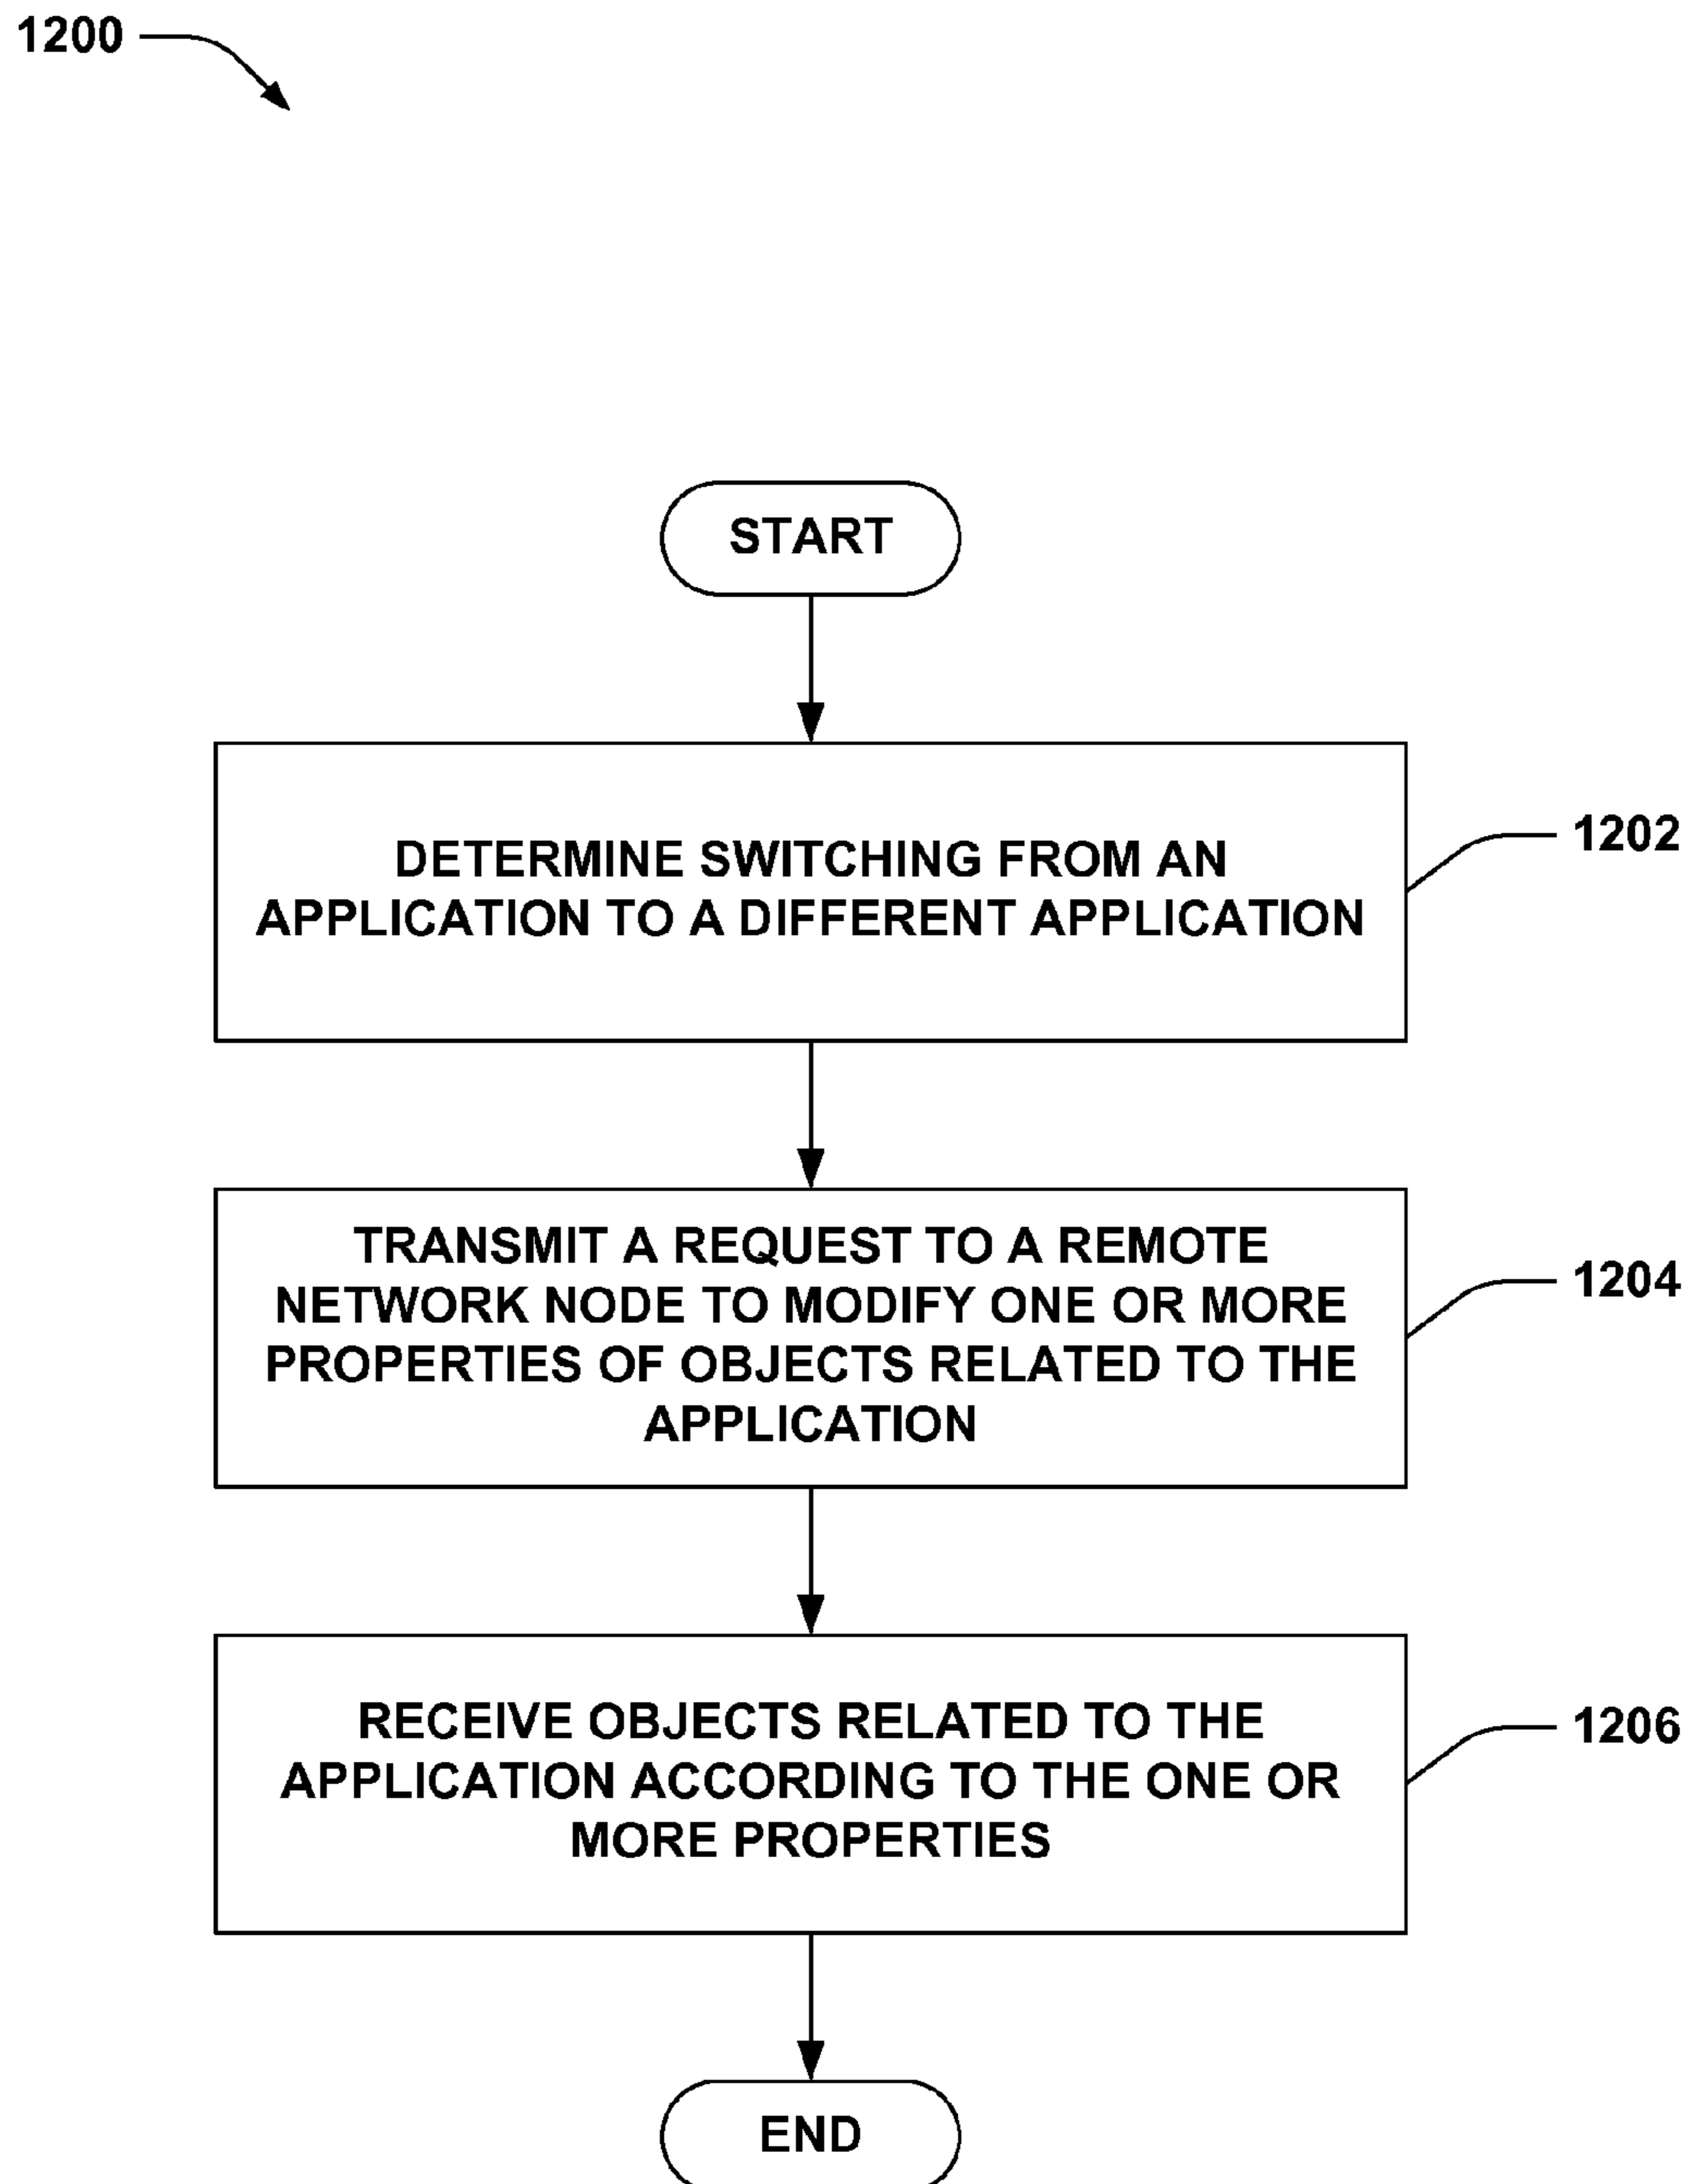 1200
START
DETERMINE SWITCHING FROM AN
APPLICATION TO A DIFFERENT APPLICATION
1202
TRANSMIT A REQUEST TO A REMOTE
NETWORK NODE TO MODIFY ONE OR MORE
PROPERTIES OF OBJECTS RELATED TO THE
APPLICATION
1204
RECEIVE OBJECTS RELATED TO THE
APPLICATION ACCORDING TO THE ONE OR
MORE PROPERTIES
1206
END